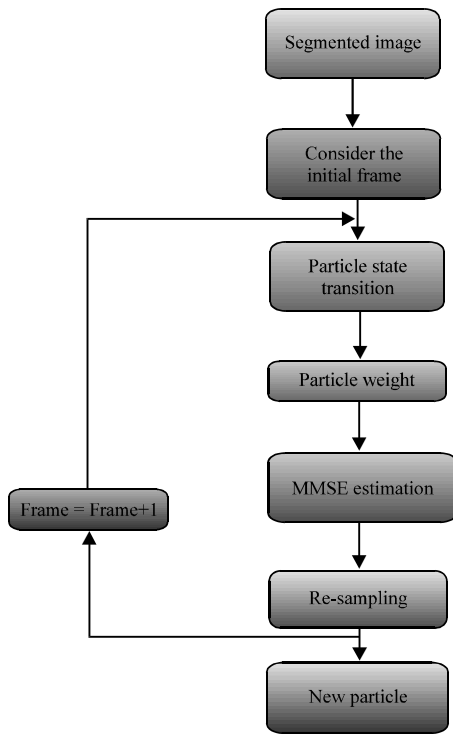 Segmented image
Consider the
initial frame
Particle state
transition
Particle weight
MMSE estimation
Frame = Frame+1
Re-sampling
New particle